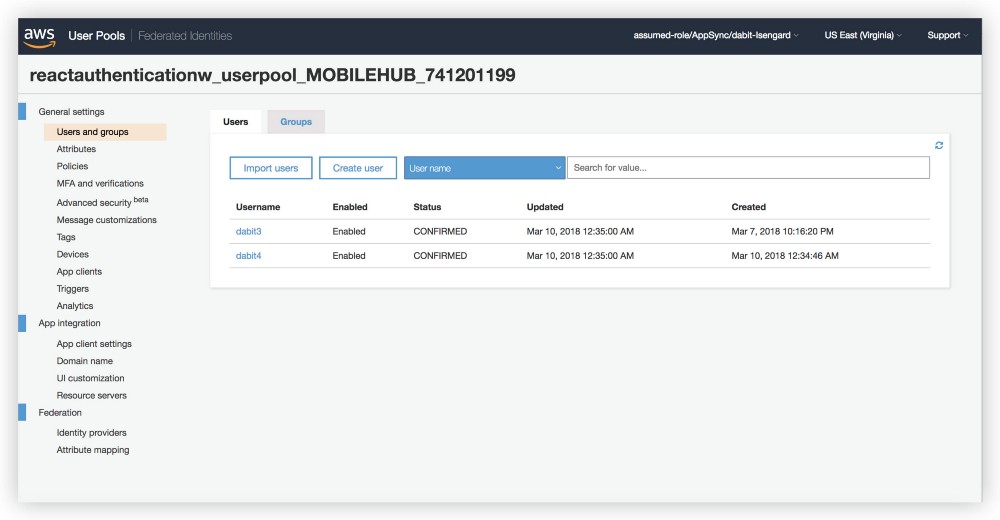 aws User Pools Federated Identities assumed-role/AppSync/dabit-Isengard US East (Virginia) Support
reactauthenticationw_userpool_MOBILEHUB_741201199
General settings
Users and groups
Attributes
Policies
MFA and verifications
Advanced security beta
Message customizations
Tags
Devices
App clients
Triggers
Analytics
App integration
App client settings
Domain name
UI customization
Resource servers
Federation
Identity providers
Attribute mapping
Users Groups
Import users Create user User name Search for value...
Username Enabled Status Updated Created
dabit3 Enabled CONFIRMED Mar 10, 2018 12:35:00 AM Mar 7, 2018 10:16:20 PM
dabit4 Enabled CONFIRMED Mar 10, 2018 12:35:00 AM Mar 10, 2018 12:34:46 AM